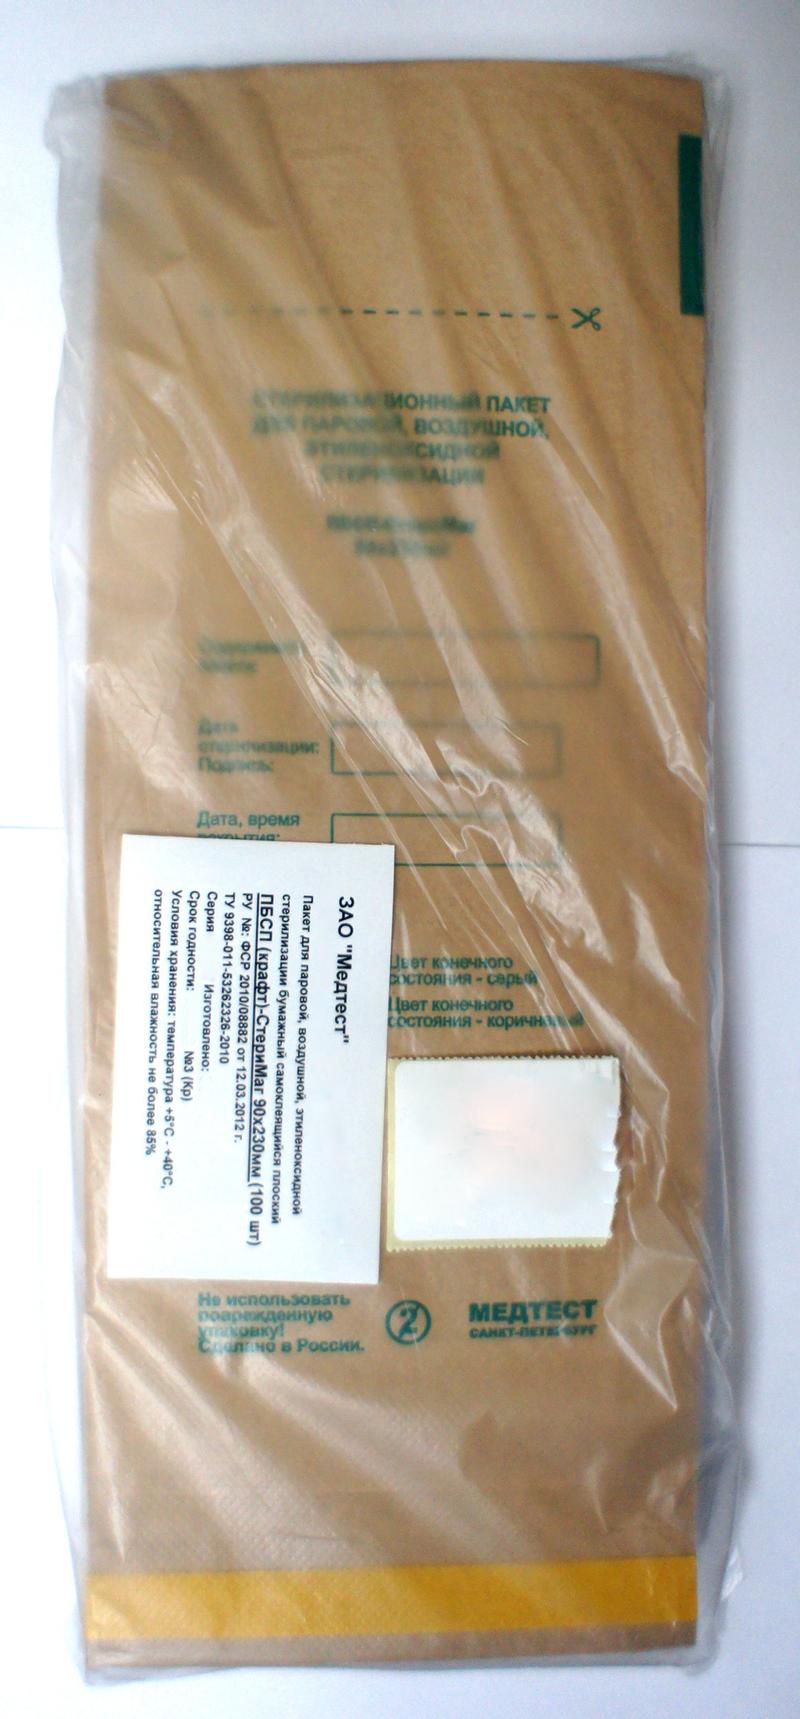 СТЕРИЛИЗАЦИОННЫЙ ПАКЕТ
ДЛЯ ПАРОВОЙ, ВОЗДУШНОЙ,
ЭТИЛЕНОКСИДНОЙ
СТЕРИЛИЗАЦИИ
Дата
стерилизации:
Подпись:
Дата, время
вскрытия:
Цвет конечного
состояния - серый
Цвет конечного
состояния - коричневый
ЗАО "Медтест"
Пакет для паровой, воздушной, этиленоксидной
стерилизации бумажный самоклеящийся плоский
ПБСП (крафт)-СтериМаг 90х230мм (100 шт)
РУ №: ФСР 2010/08882 от 12.03.2012 г.
ТУ 9398-011-53262326-2010
Серия Изготовлено:
Срок годности: №3 (Кр)
Условия хранения: температура +5°С - +40°С,
относительная влажность не более 85%
Не использовать
поврежденную
упаковку!
Сделано в России.
2
МЕДТЕСТ
САНКТ-ПЕТЕРБУРГ